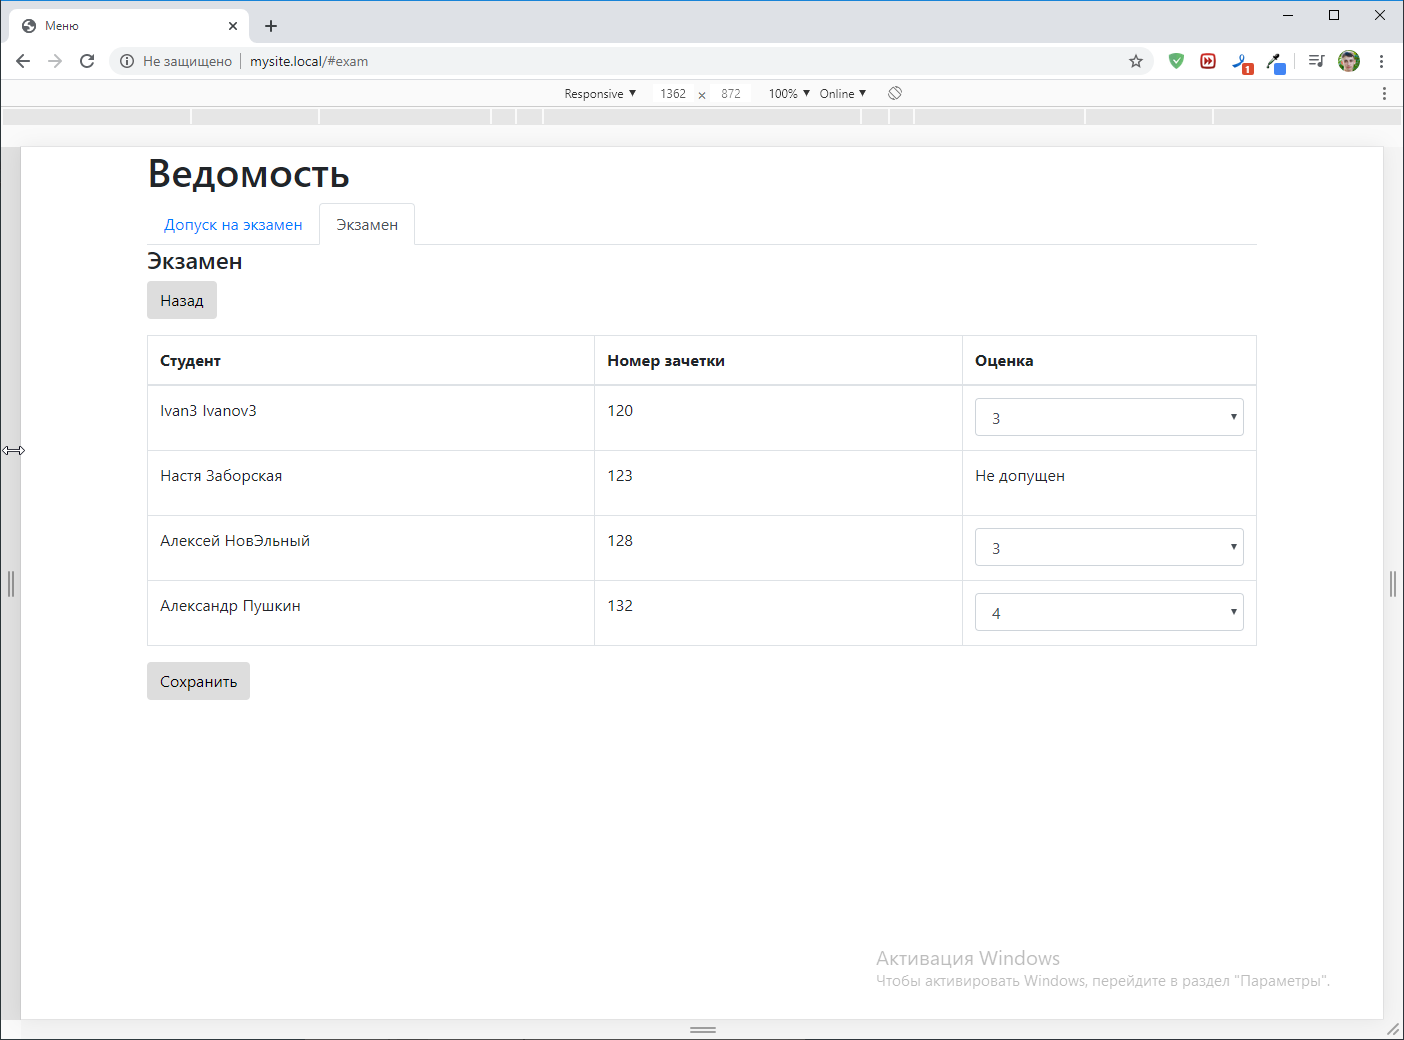 Меню
Не защищено mysite.local/#exam
1
Responsive 1362 × 872 100% Online
Ведомость
Допуск на экзамен Экзамен
Экзамен
Назад
Студент Номер зачетки Оценка
Ivan3 Ivanov3 120 3
Настя Заборская 123 Не допущен
Алексей НовЭльный 128 3
Александр Пушкин 132 4
Сохранить
Активация Windows
Чтобы активировать Windows, перейдите в раздел "Параметры".